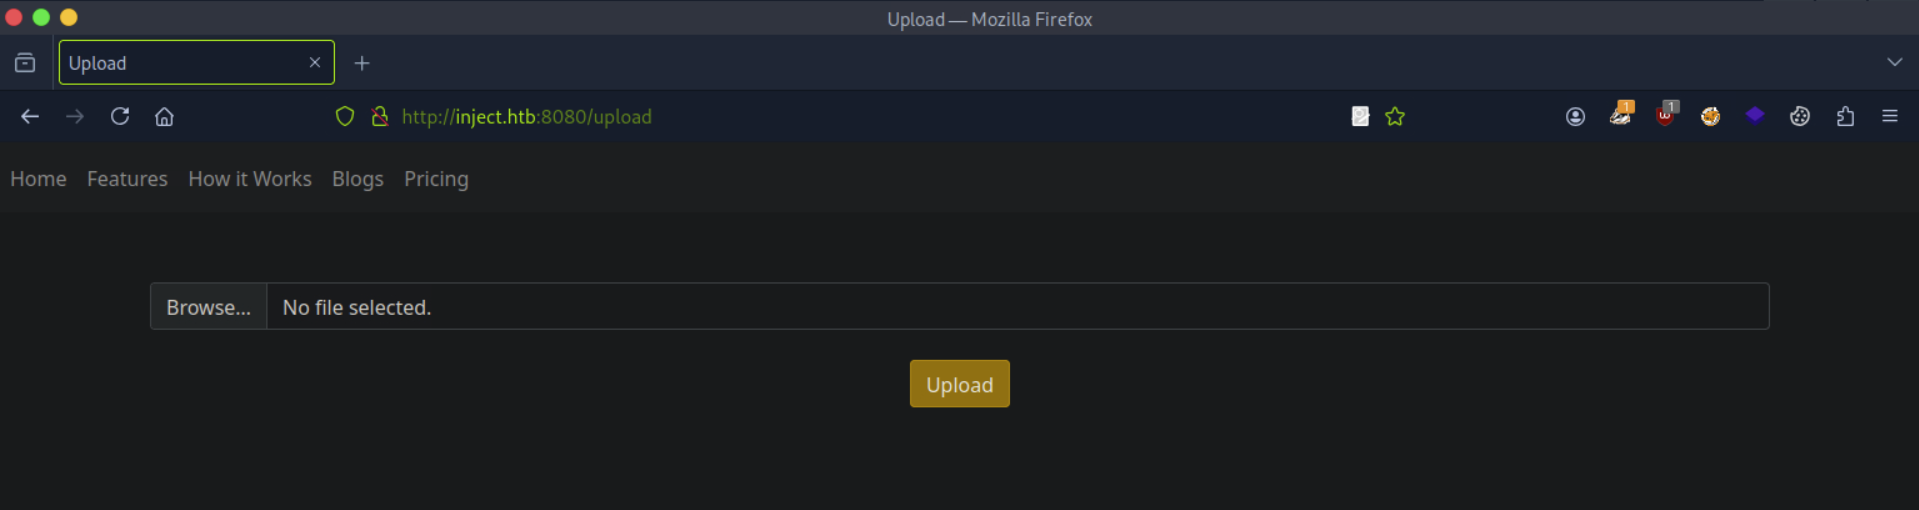 Upload — Mozilla Firefox
Upload
http://inject.htb:8080/upload
1 1
Home Features How it Works Blogs Pricing
Browse... No file selected.
Upload